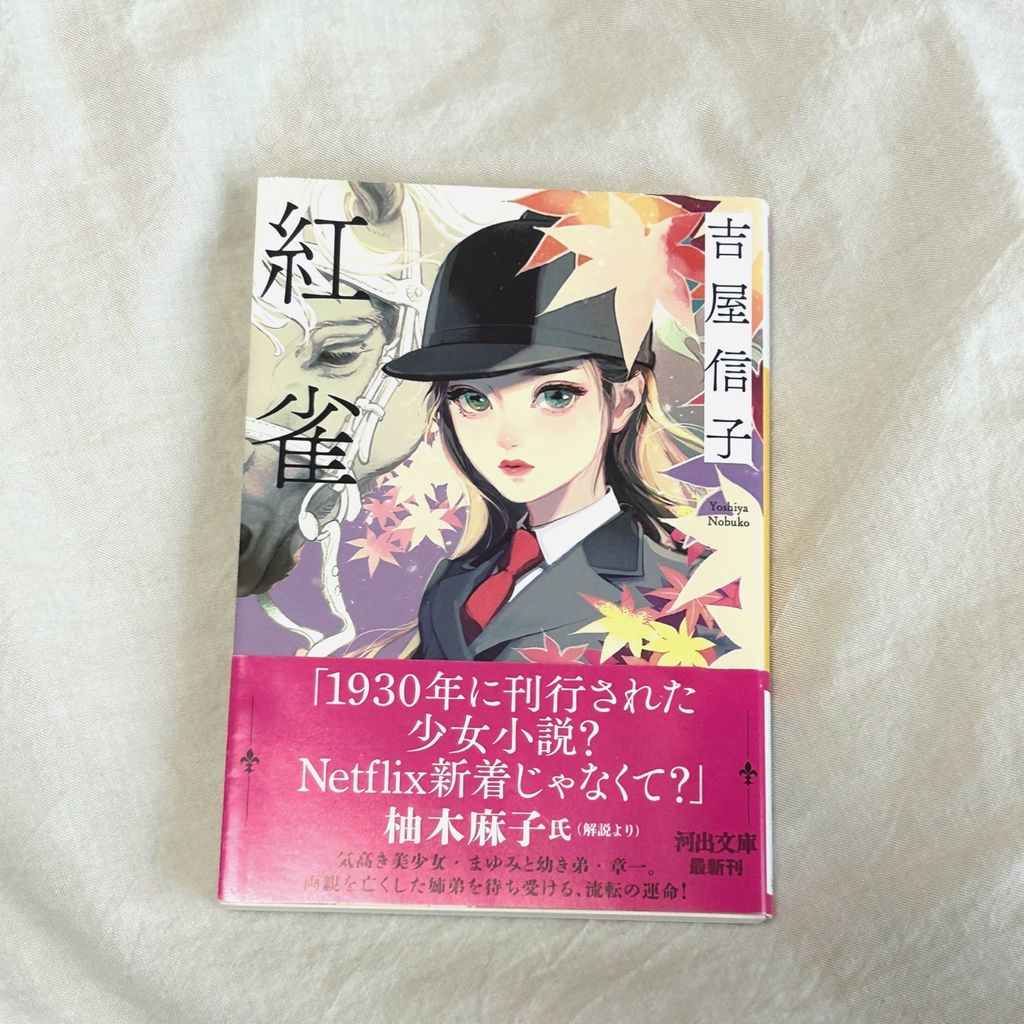 紅雀
吉屋信子
Yoshiya
Nobuko
「1930年に刊行された
少女小説?
Netflix新着じゃなくて?」
柚木麻子氏(解説より)
気高き美少女・まゆみと幼き弟・章一。
両親を亡くした姉弟を待ち受ける、流転の運命!
河出文庫
最新刊